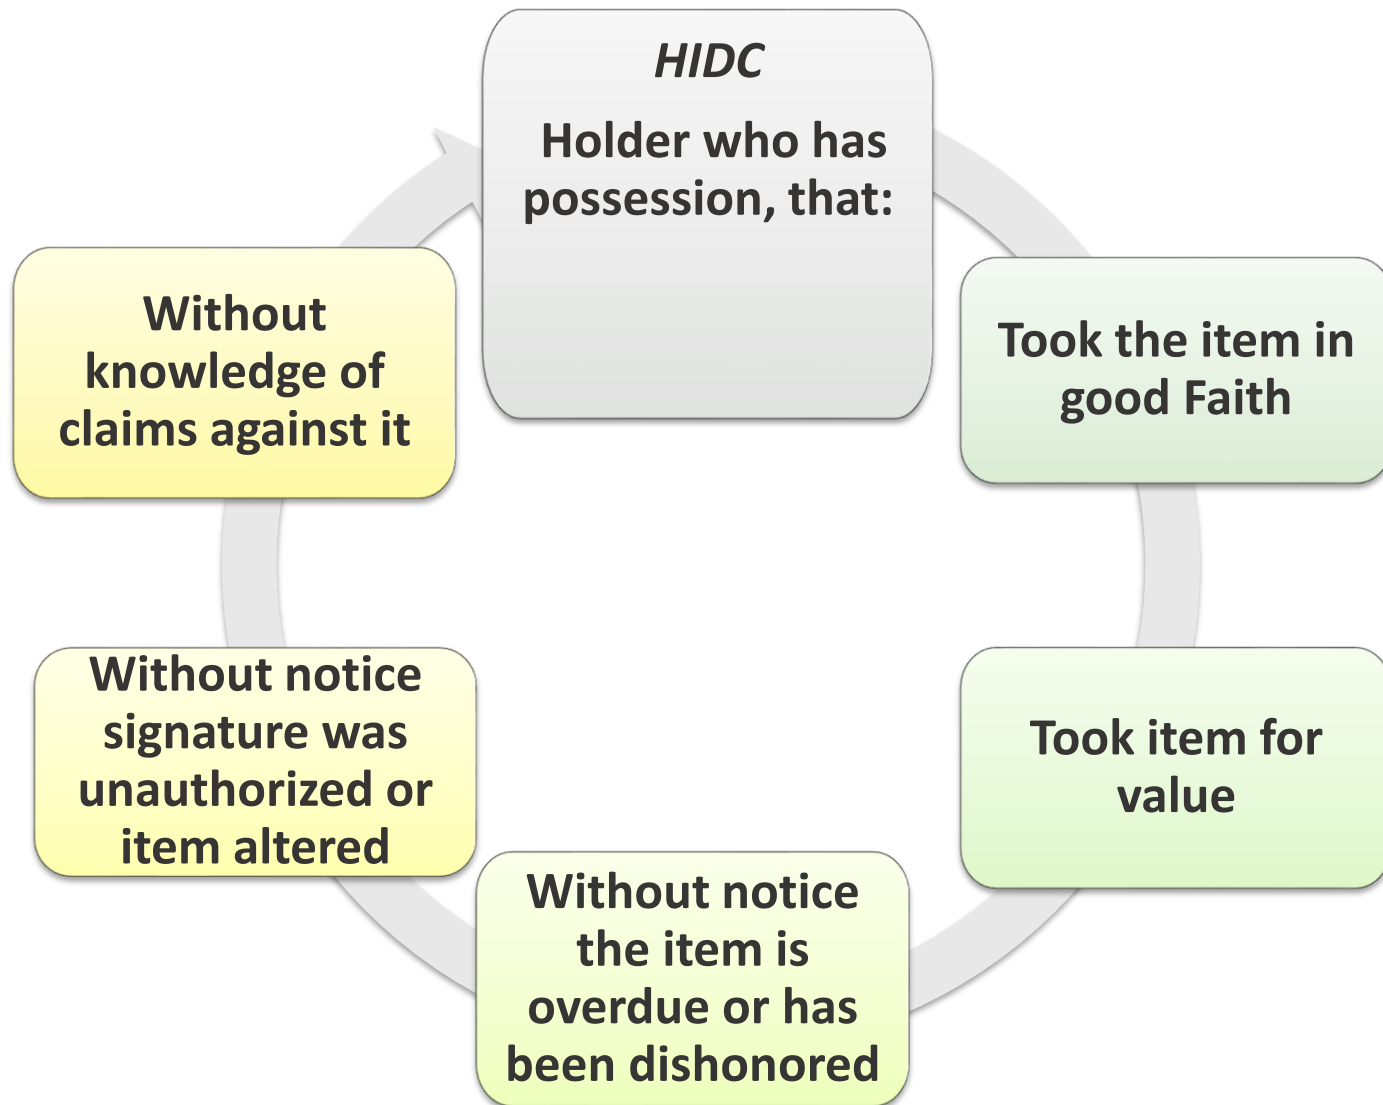 HIDC
Holder who has
possession, that:
Took the item in
good Faith
Took item for
value
Without notice
the item is
overdue or has
been dishonored
Without notice
signature was
unauthorized or
item altered
Without
knowledge of
claims against it